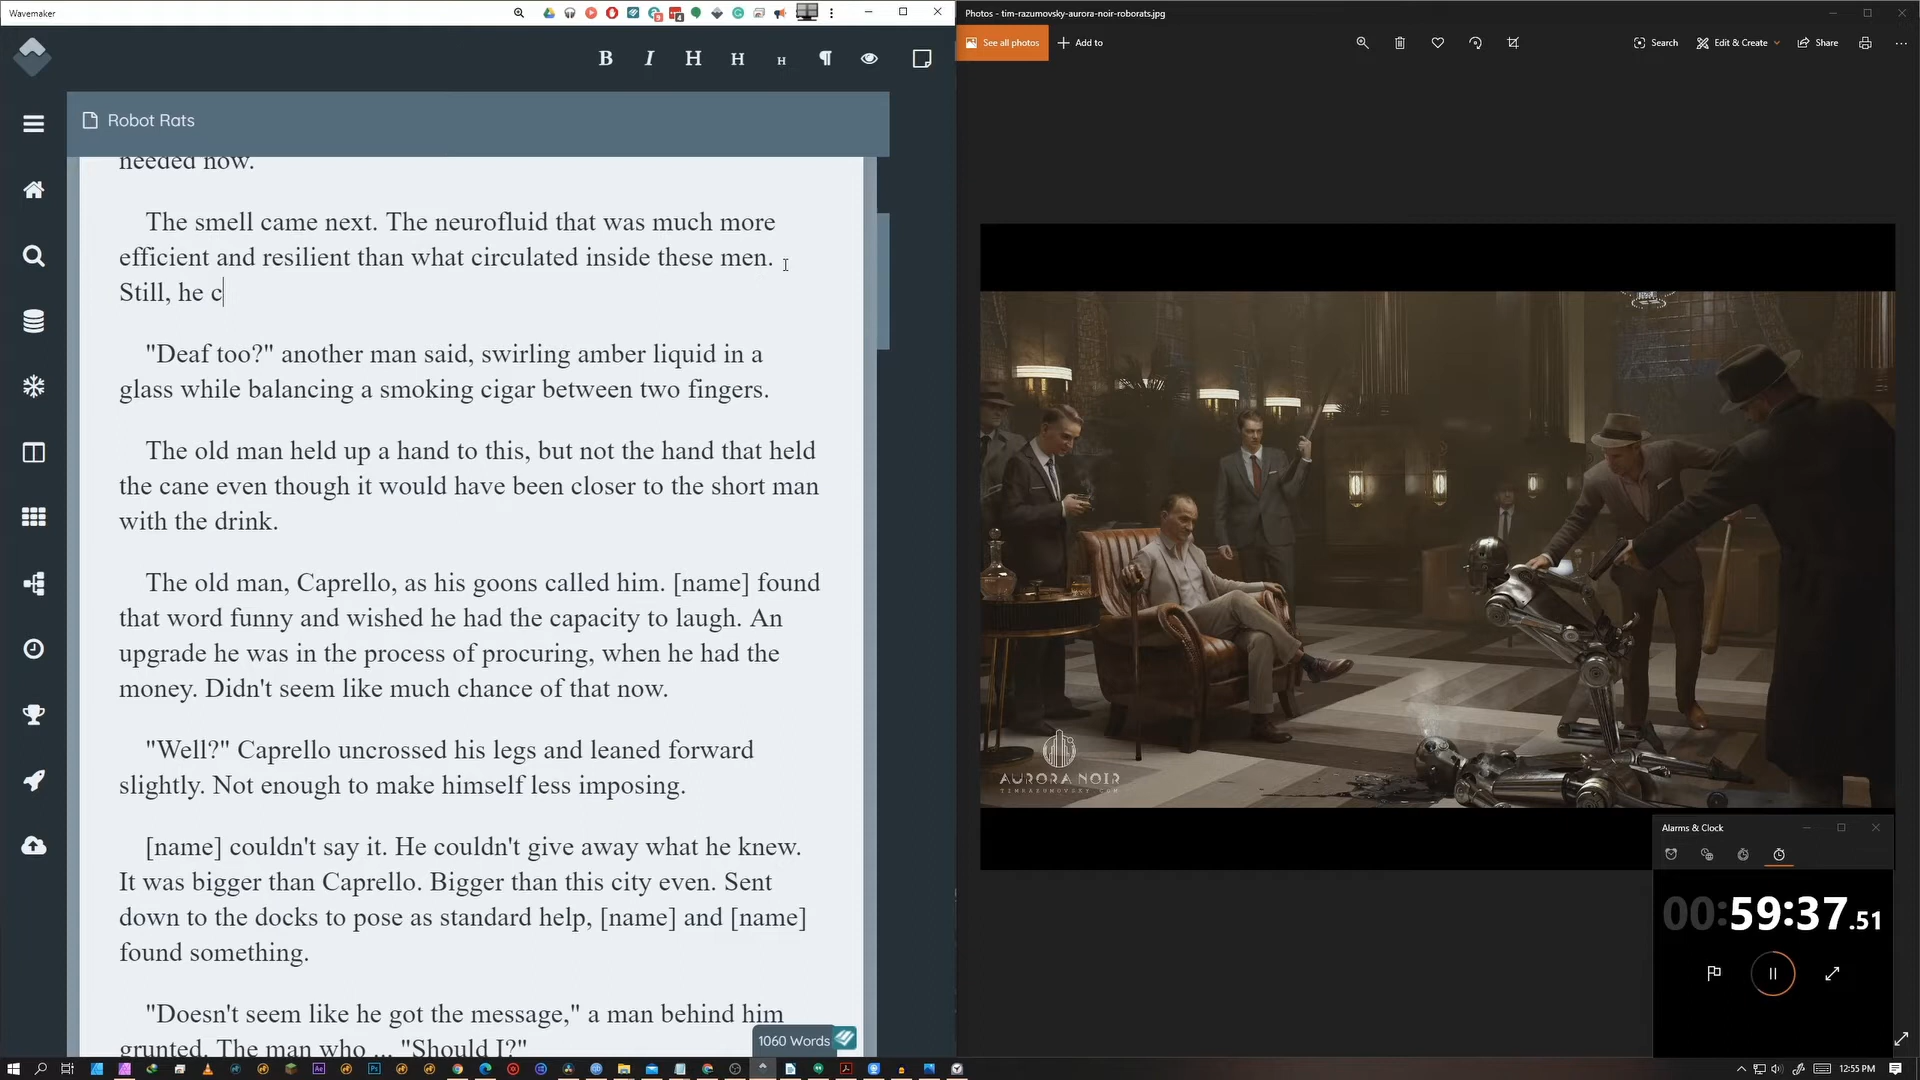 Wavemaker
B I H H H ¶
Robot Rats
needed now.
The smell came next. The neurofluid that was much more
efficient and resilient than what circulated inside these men.
Still, he c
"Deaf too?" another man said, swirling amber liquid in a
glass while balancing a smoking cigar between two fingers.
The old man held up a hand to this, but not the hand that held
the cane even though it would have been closer to the short man
with the drink.
The old man, Caprello, as his goons called him. [name] found
that word funny and wished he had the capacity to laugh. An
upgrade he was in the process of procuring, when he had the
money. Didn't seem like much chance of that now.
"Well?" Caprello uncrossed his legs and leaned forward
slightly. Not enough to make himself less imposing.
[name] couldn't say it. He couldn't give away what he knew.
It was bigger than Caprello. Bigger than this city even. Sent
down to the docks to pose as standard help, [name] and [name]
found something.
"Doesn't seem like he got the message," a man behind him
grunted. The man who ... "Should I?"
1060 Words
Photos - tim-razumovsky-aurora-noir-roborats.jpg
See all photos
Add to
Search
Edit & Create
Share
AURORA NOIR
TIMRAZUMOVSKY.COM
Alarms & Clock
00:59:37.51
12:55 PM